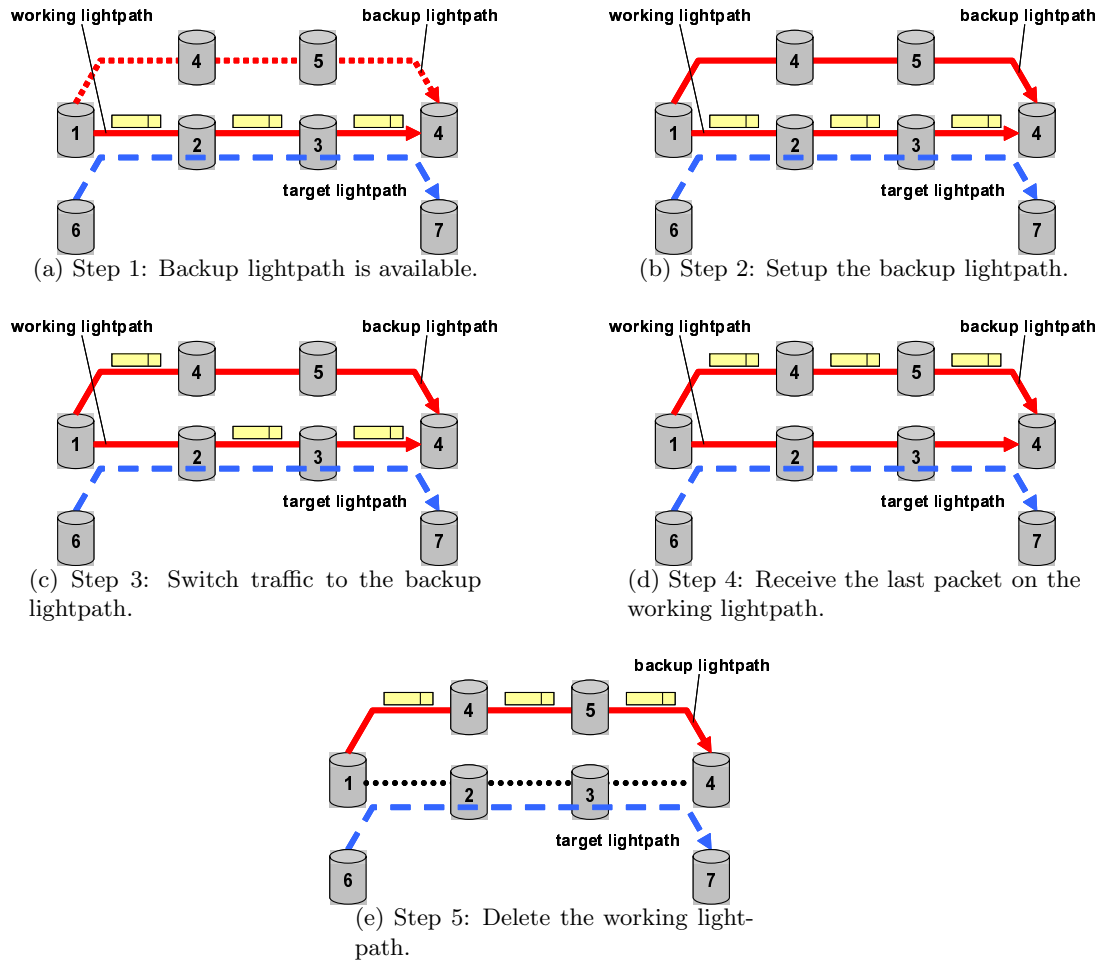 working lightpath
backup lightpath
4
5
1
2
3
4
target lightpath
6
7
(a) Step 1: Backup lightpath is available.
working lightpath
backup lightpath
4
5
1
2
3
4
target lightpath
6
7
(b) Step 2: Setup the backup lightpath.
working lightpath
backup lightpath
4
5
1
2
3
4
target lightpath
6
7
(c) Step 3: Switch traffic to the backup
lightpath.
working lightpath
backup lightpath
4
5
1
2
3
4
target lightpath
6
7
(d) Step 4: Receive the last packet on the
working lightpath.
backup lightpath
4
5
1
2
3
4
target lightpath
6
7
(e) Step 5: Delete the working light-
path.